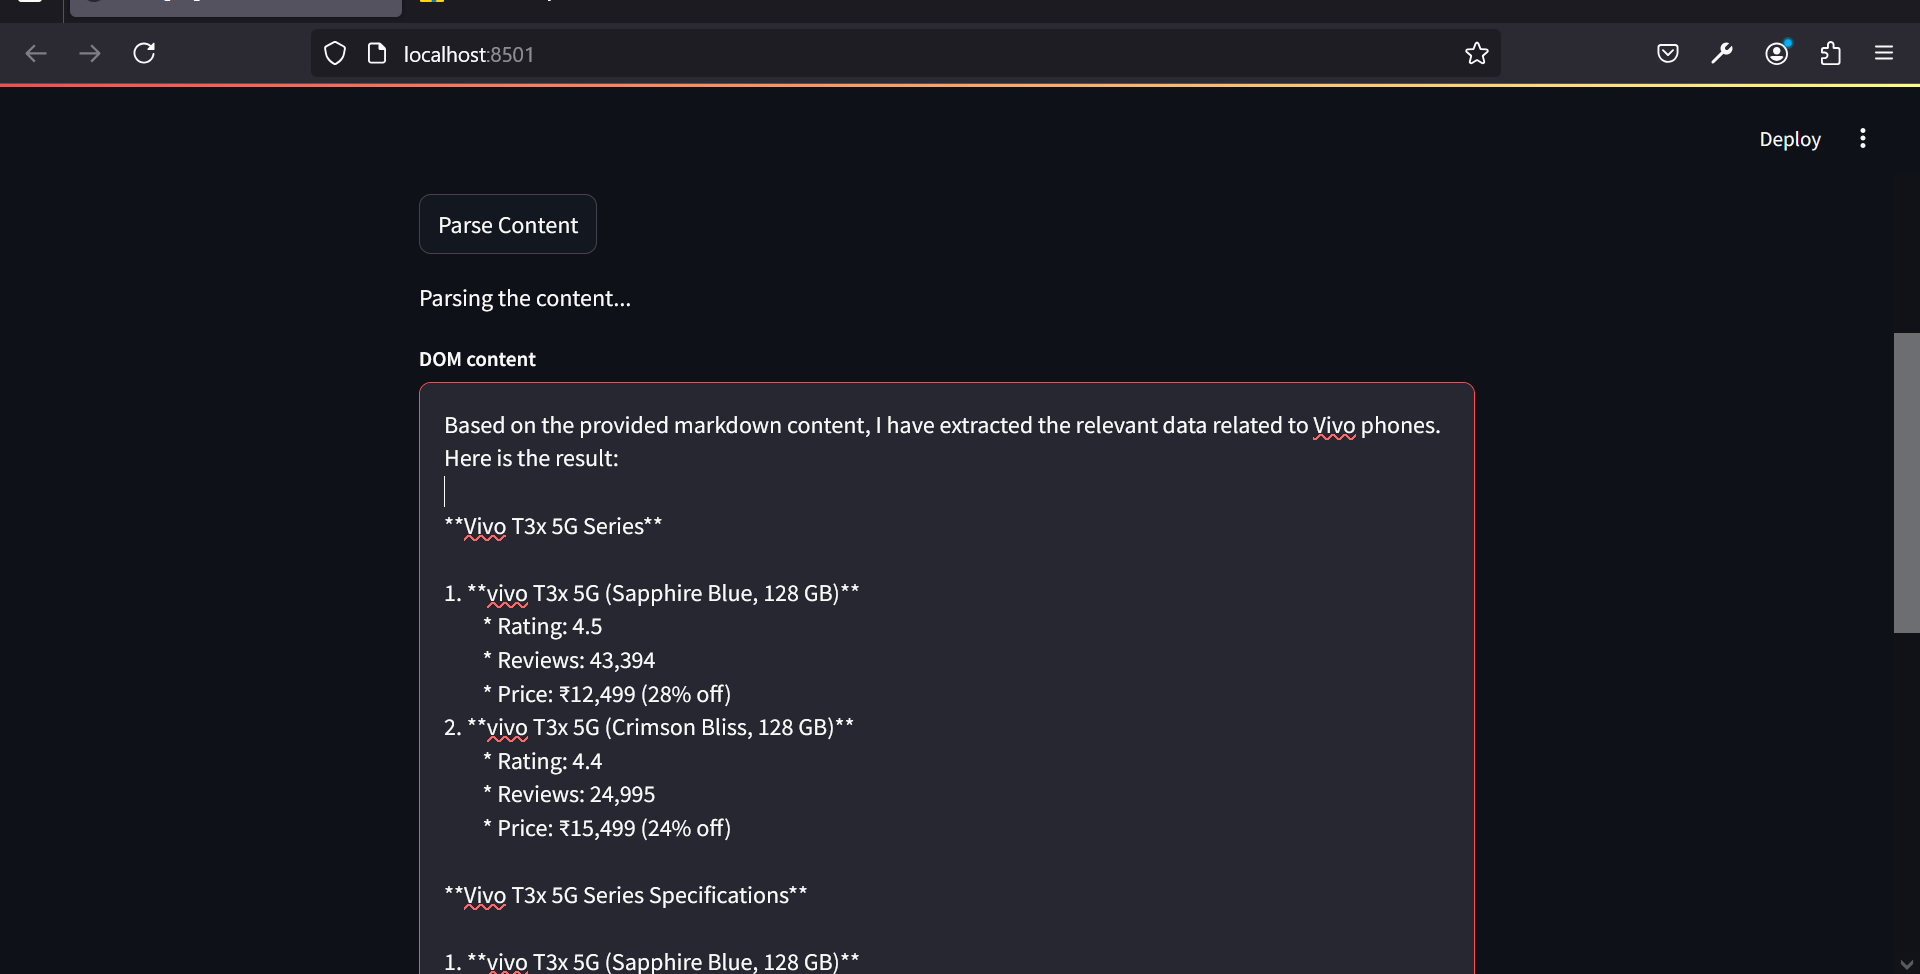 localhost:8501
Deploy
Parse Content
Parsing the content...
DOM content
Based on the provided markdown content, I have extracted the relevant data related to Vivo phones.
Here is the result:
**Vivo T3x 5G Series**
1. **vivo T3x 5G (Sapphire Blue, 128 GB)**
* Rating: 4.5
* Reviews: 43,394
* Price: ₹12,499 (28% off)
2. **vivo T3x 5G (Crimson Bliss, 128 GB)**
* Rating: 4.4
* Reviews: 24,995
* Price: ₹15,499 (24% off)
**Vivo T3x 5G Series Specifications**
1. **vivo T3x 5G (Sapphire Blue, 128 GB)**